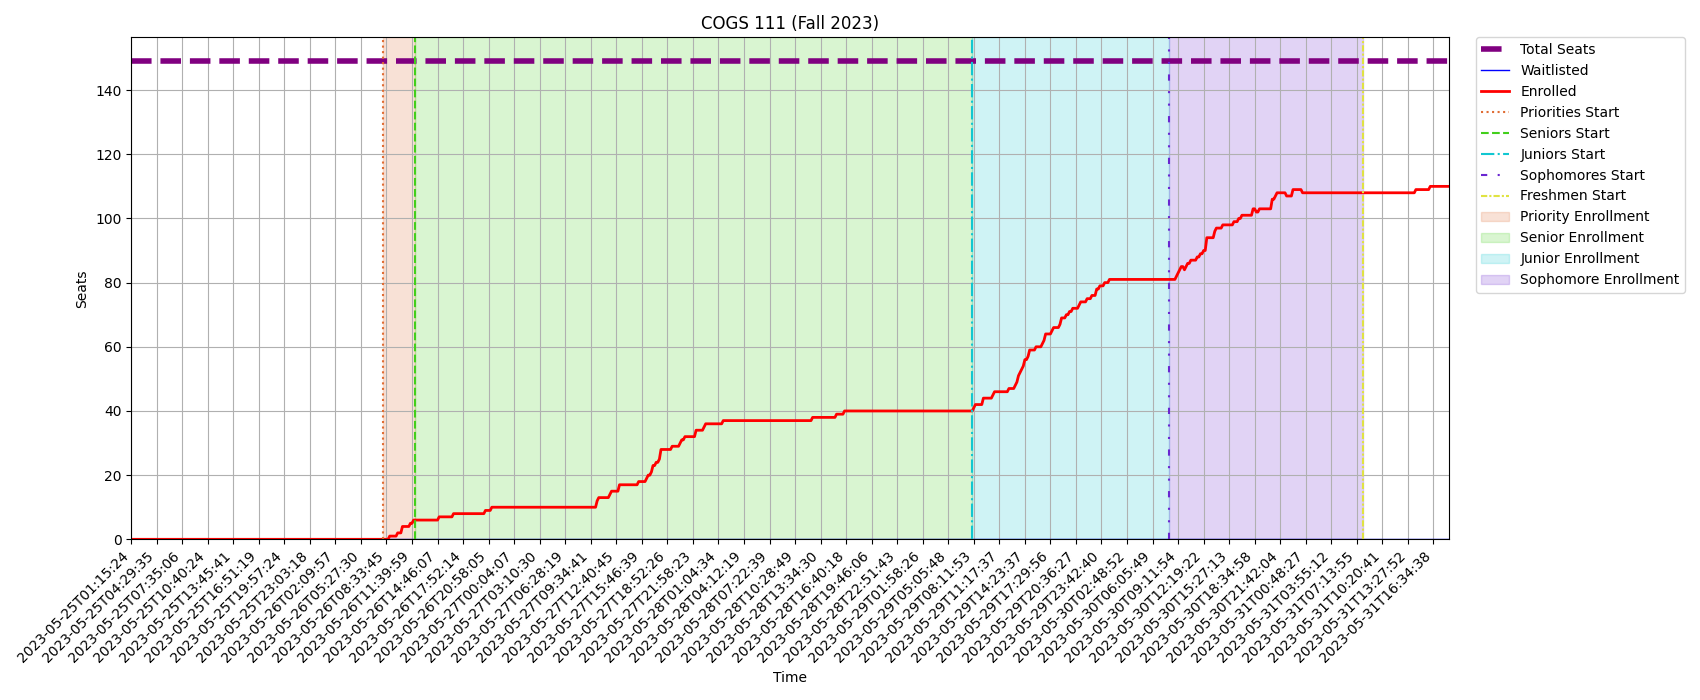 COGS 111 (Fall 2023)
Total Seats
Waitlisted
Enrolled
Priorities Start
Seniors Start
Juniors Start
Sophomores Start
Freshmen Start
Priority Enrollment
Senior Enrollment
Junior Enrollment
Sophomore Enrollment
Seats
140
120
100
80
60
40
20
0
2023-05-25T01:15:24
2023-05-25T04:29:35
2023-05-25T07:35:06
2023-05-25T10:40:24
2023-05-25T13:45:41
2023-05-25T16:51:19
2023-05-25T19:57:24
2023-05-25T23:03:18
2023-05-26T02:09:57
2023-05-26T05:27:30
2023-05-26T08:33:45
2023-05-26T11:39:59
2023-05-26T14:46:07
2023-05-26T17:52:14
2023-05-26T20:58:05
2023-05-27T00:04:07
2023-05-27T03:10:30
2023-05-27T06:28:19
2023-05-27T09:34:41
2023-05-27T12:40:45
2023-05-27T15:46:39
2023-05-27T18:52:26
2023-05-27T21:58:23
2023-05-28T01:04:34
2023-05-28T04:12:19
2023-05-28T07:22:39
2023-05-28T10:28:49
2023-05-28T13:34:30
2023-05-28T16:40:18
2023-05-28T19:46:06
2023-05-28T22:51:43
2023-05-29T01:58:26
2023-05-29T05:05:48
2023-05-29T08:11:53
2023-05-29T11:17:37
2023-05-29T14:23:37
2023-05-29T17:29:56
2023-05-29T20:36:27
2023-05-29T23:42:40
2023-05-30T02:48:52
2023-05-30T06:05:49
2023-05-30T09:11:54
2023-05-30T12:19:22
2023-05-30T15:27:13
2023-05-30T18:34:58
2023-05-30T21:42:04
2023-05-31T00:48:27
2023-05-31T03:55:12
2023-05-31T07:13:55
2023-05-31T10:20:41
2023-05-31T13:27:52
2023-05-31T16:34:38
Time